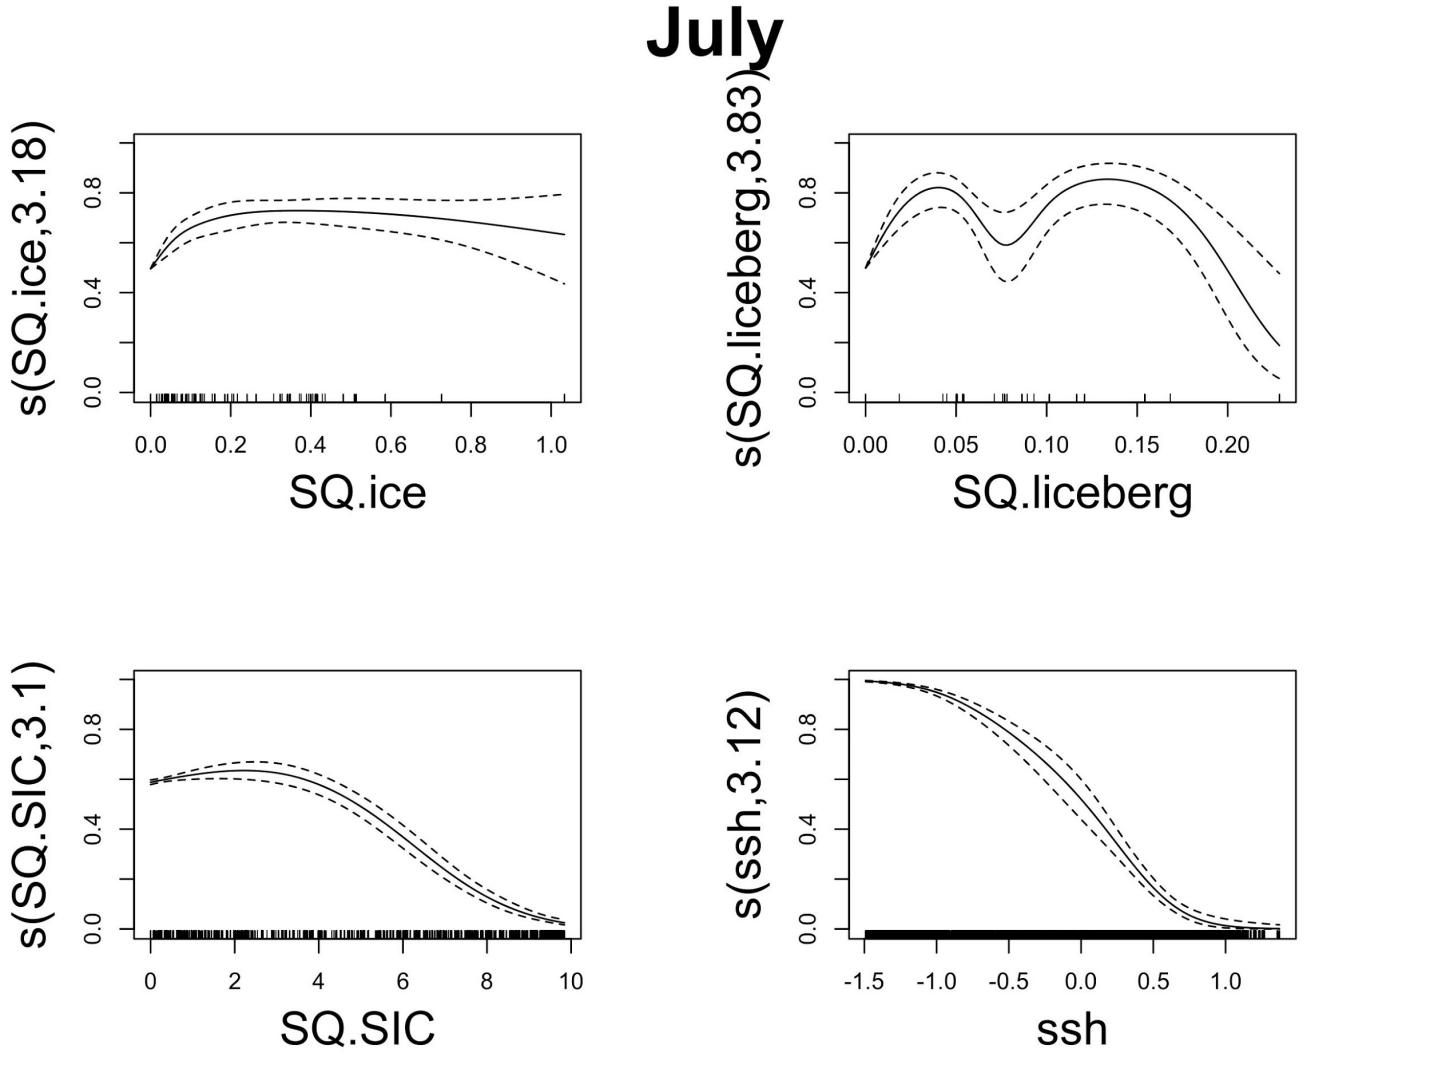 July
s(SQ.ice,3.18)
0.0 0.4 0.8
0.0 0.2 0.4 0.6 0.8 1.0
SQ.ice
s(SQ.liceberg,3.83)
0.0 0.4 0.8
0.00 0.05 0.10 0.15 0.20
SQ.liceberg
s(SQ.SIC,3.1)
0.0 0.4 0.8
0 2 4 6 8 10
SQ.SIC
s(ssh,3.12)
0.0 0.4 0.8
-1.5 -1.0 -0.5 0.0 0.5 1.0
ssh